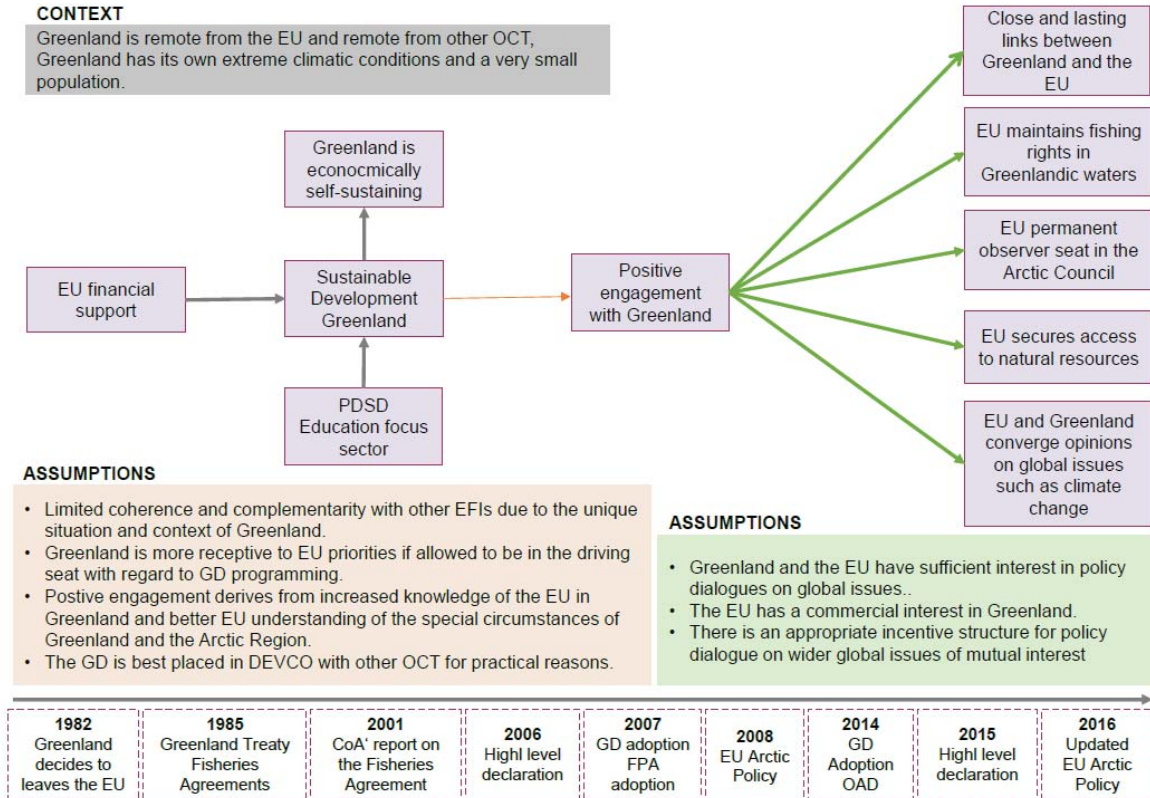 CONTEXT
Greenland is remote from the EU and remote from other OCT,
Greenland has its own extreme climatic conditions and a very small
population.
Close and lasting
links between
Greenland and the
EU
EU maintains fishing
rights in
Greenlandic waters
EU permanent
observer seat in the
Arctic Council
EU secures access
to natural resources
EU and Greenland
converge opinions
on global issues
such as climate
change
Greenland is
econocmically
self-sustaining
EU financial
support
Sustainable
Development
Greenland
Positive
engagement
with Greenland
PDSD
Education focus
sector
ASSUMPTIONS
• Limited coherence and complementarity with other EFIs due to the unique
situation and context of Greenland.
• Greenland is more receptive to EU priorities if allowed to be in the driving
seat with regard to GD programming.
• Postive engagement derives from increased knowledge of the EU in
Greenland and better EU understanding of the special circumstances of
Greenland and the Arctic Region.
• The GD is best placed in DEVCO with other OCT for practical reasons.
ASSUMPTIONS
• Greenland and the EU have sufficient interest in policy
dialogues on global issues..
• The EU has a commercial interest in Greenland.
• There is an appropriate incentive structure for policy
dialogue on wider global issues of mutual interest
1982
Greenland
decides to
leaves the EU
1985
Greenland Treaty
Fisheries
Agreements
2001
CoA' report on
the Fisheries
Agreement
2006
Highl level
declaration
2007
GD adoption
FPA
adoption
2008
EU Arctic
Policy
2014
GD
Adoption
OAD
2015
Highl level
declaration
2016
Updated
EU Arctic
Policy